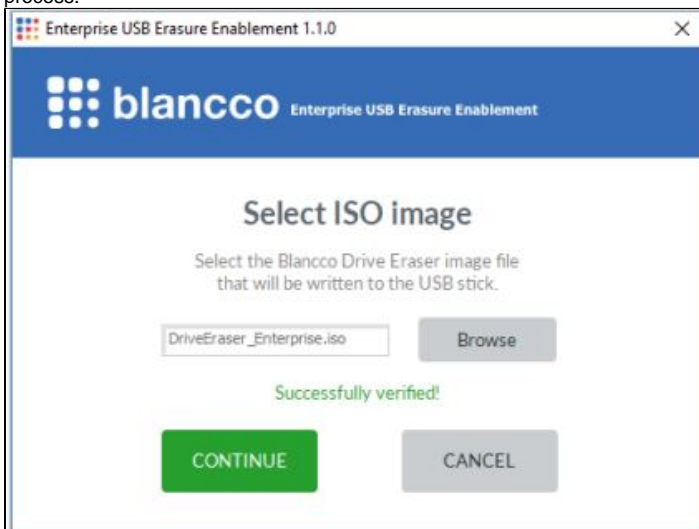 process.
Enterprise USB Erasure Enablement 1.1.0
blancco Enterprise USB Erasure Enablement
Select ISO image
Select the Blancco Drive Eraser image file
that will be written to the USB stick.
DriveEraser_Enterprise.iso Browse
Successfully verified!
CONTINUE CANCEL